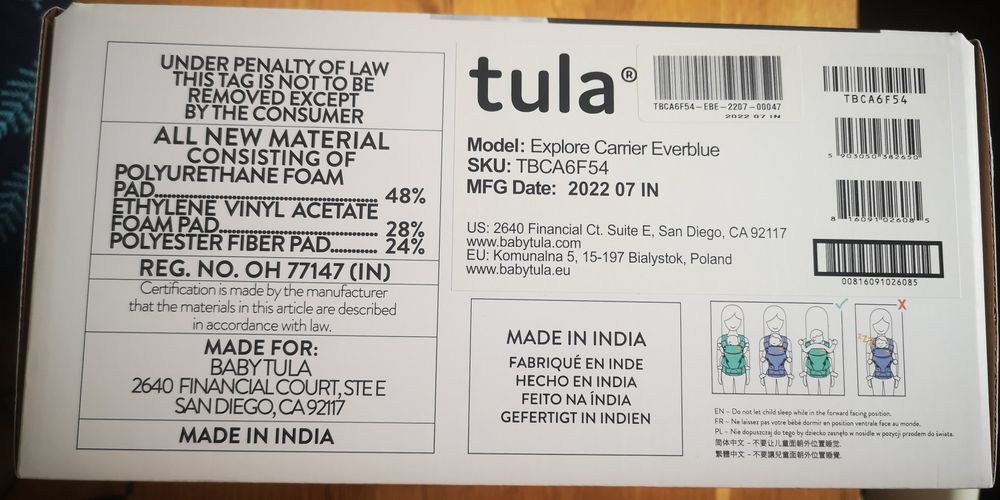 UNDER PENALTY OF LAW
THIS TAG IS NOT TO BE
REMOVED EXCEPT
BY THE CONSUMER
ALL NEW MATERIAL
CONSISTING OF
POLYURETHANE FOAM
PAD.......................... 48%
ETHYLENE VINYL ACETATE
FOAM PAD.......................... 28%
POLYESTER FIBER PAD............ 24%
REG. NO. OH 77147 (IN)
Certification is made by the manufacturer
that the materials in this article are described
in accordance with law.
MADE FOR:
BABY TULA
2640 FINANCIAL COURT, STE E
SAN DIEGO, CA 92117
MADE IN INDIA
tula®
TBCA6F54-EBE-2207-00047
2022 07 IN
TBCA6F54
5 903050 382650
8 16091 02608 5
00816091026085
Model: Explore Carrier Everblue
SKU: TBCA6F54
MFG Date: 2022 07 IN
US: 2640 Financial Ct. Suite E, San Diego, CA 92117
www.babytula.com
EU: Komunalna 5, 15-197 Bialystok, Poland
www.babytula.eu
MADE IN INDIA
FABRIQUÉ EN INDE
HECHO EN INDIA
FEITO NA ÍNDIA
GEFERTIGT IN INDIEN
zzz
EN – Do not let child sleep while in the forward facing position.
FR – Ne laissez pas votre bébé dormir en position ventrale face au monde.
PL – Nie dopuszczaj do tego by dziecko zasnęło w nosidle w pozycji przodem do świata.
简体中文 - 不要让儿童面朝外位置睡觉.
繁體中文 - 不要讓兒童面朝外位置睡覺.